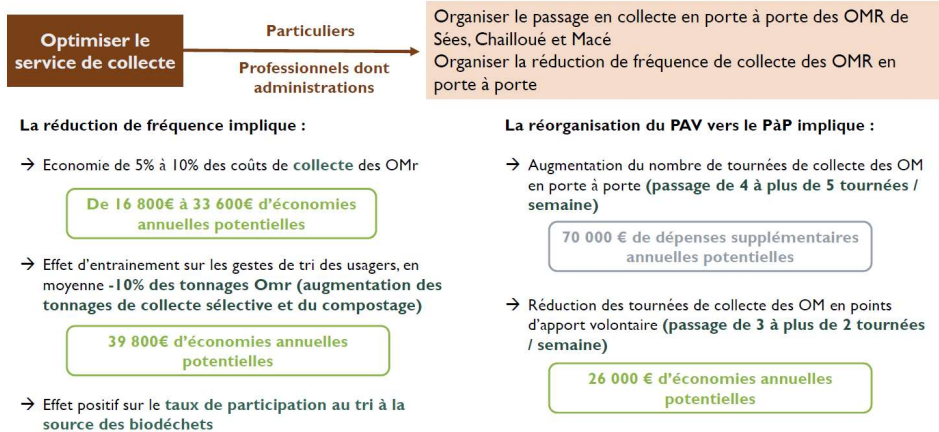 Optimiser le
service de collecte
Particuliers
Professionnels dont
administrations
Organiser le passage en collecte en porte à porte des OMR de
Sées, Chailloué et Macé
Organiser la réduction de fréquence de collecte des OMR en
porte à porte
La réduction de fréquence implique :
→ Economie de 5% à 10% des coûts de collecte des OMr
De 16 800€ à 33 600€ d'économies
annuelles potentielles
→ Effet d'entrainement sur les gestes de tri des usagers, en
moyenne -10% des tonnages Omr (augmentation des
tonnages de collecte sélective et du compostage)
39 800€ d'économies annuelles
potentielles
→ Effet positif sur le taux de participation au tri à la
source des biodéchets
La réorganisation du PAV vers le PàP implique :
→ Augmentation du nombre de tournées de collecte des OM
en porte à porte (passage de 4 à plus de 5 tournées /
semaine)
70 000 € de dépenses supplémentaires
annuelles potentielles
→ Réduction des tournées de collecte des OM en points
d'apport volontaire (passage de 3 à plus de 2 tournées
/ semaine)
26 000 € d'économies annuelles
potentielles